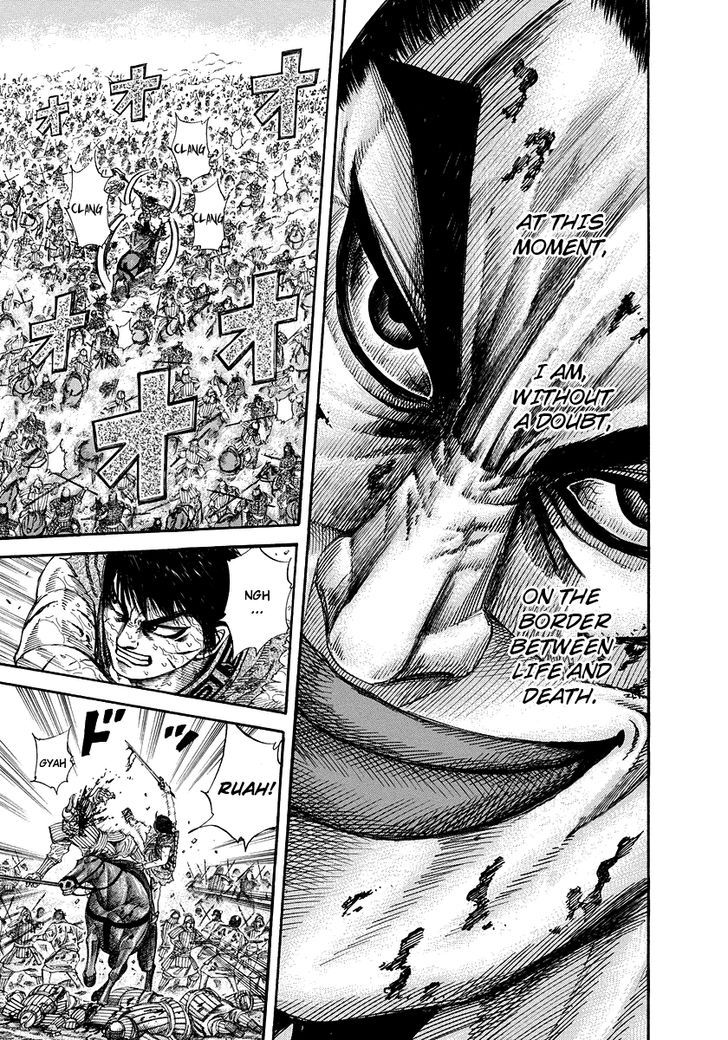 AT THIS
MOMENT,
I AM,
WITHOUT
A DOUBT,
ON THE
BORDER
BETWEEN
LIFE AND
DEATH.
オ
オ
オ
オ
オ
オ
オ
CLANG
CLANG
CLANG
NGH
...
RUAH!
GYAH
ドッ